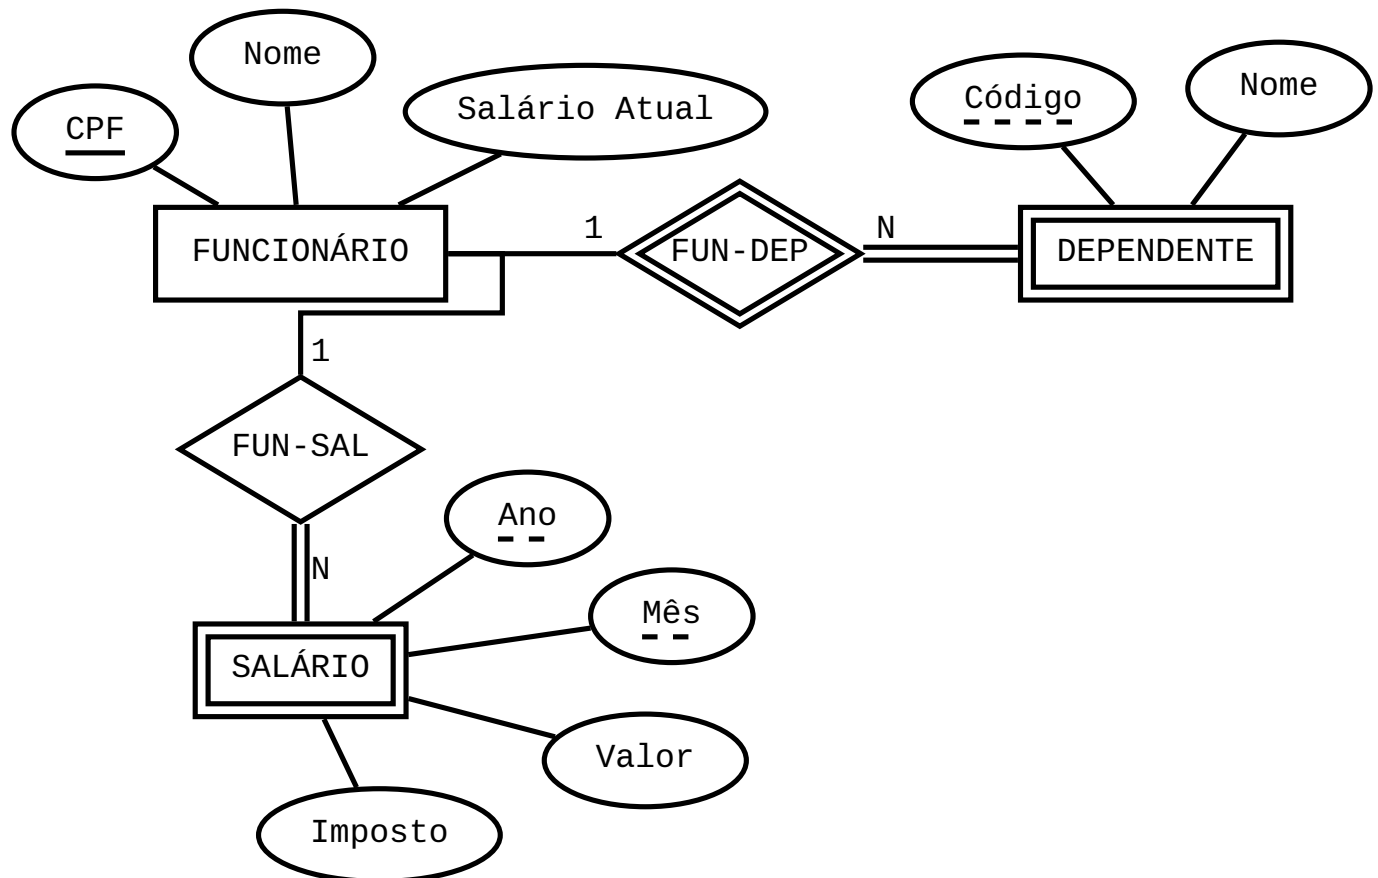 Nome
CPF
Salário Atual
Código
Nome
FUNCIONÁRIO
1
FUN-DEP
N
DEPENDENTE
1
FUN-SAL
N
Ano
Mês
SALÁRIO
Valor
Imposto